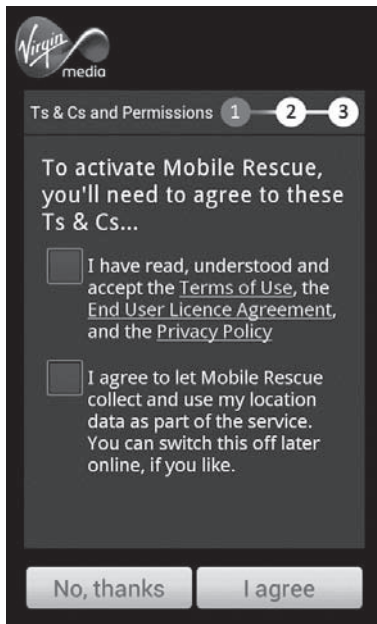 Virgin
media
Ts & Cs and Permissions 1 2 3
To activate Mobile Rescue,
you'll need to agree to these
Ts & Cs...
I have read, understood and
accept the Terms of Use, the
End User Licence Agreement,
and the Privacy Policy
I agree to let Mobile Rescue
collect and use my location
data as part of the service.
You can switch this off later
online, if you like.
No, thanks
I agree